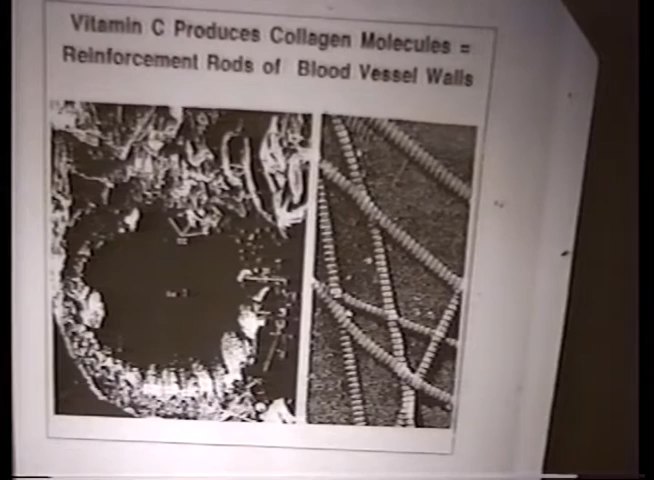 Vitamin C Produces Collagen Molecules =
Reinforcement Rods of Blood Vessel Walls